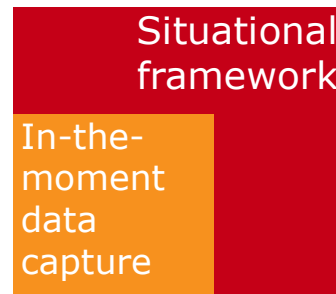 Situational
framework
In-the-
moment
data
capture